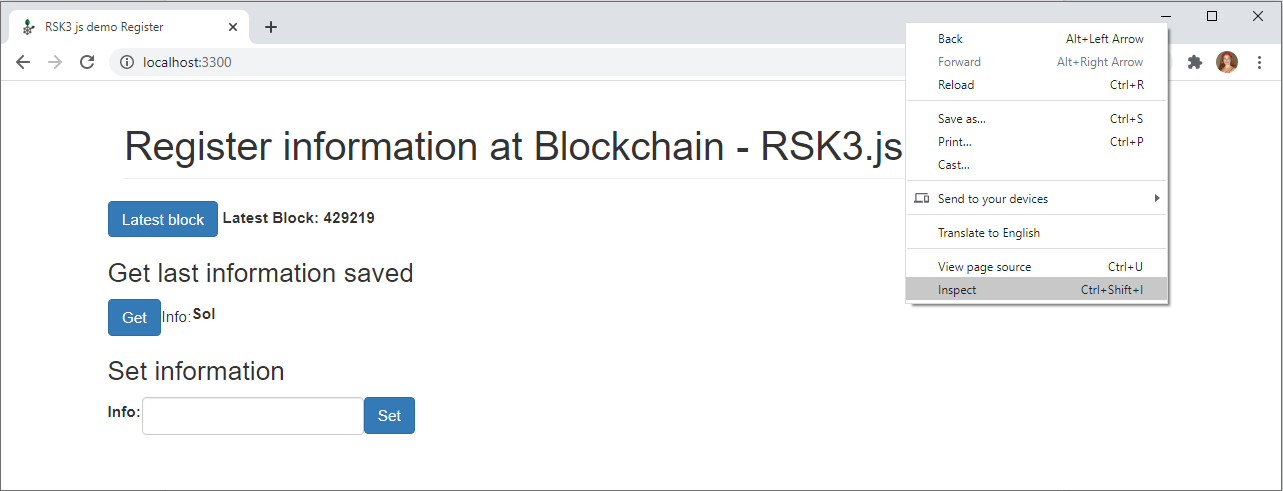 RSK3 js demo Register
localhost:3300
Back Alt+Left Arrow
Forward Alt+Right Arrow
Reload Ctrl+R
Save as... Ctrl+S
Print... Ctrl+P
Cast...
Send to your devices
Translate to English
View page source Ctrl+U
Inspect Ctrl+Shift+I
Register information at Blockchain - RSK3.js
Latest block Latest Block: 429219
Get last information saved
Get Info: Sol
Set information
Info: Set